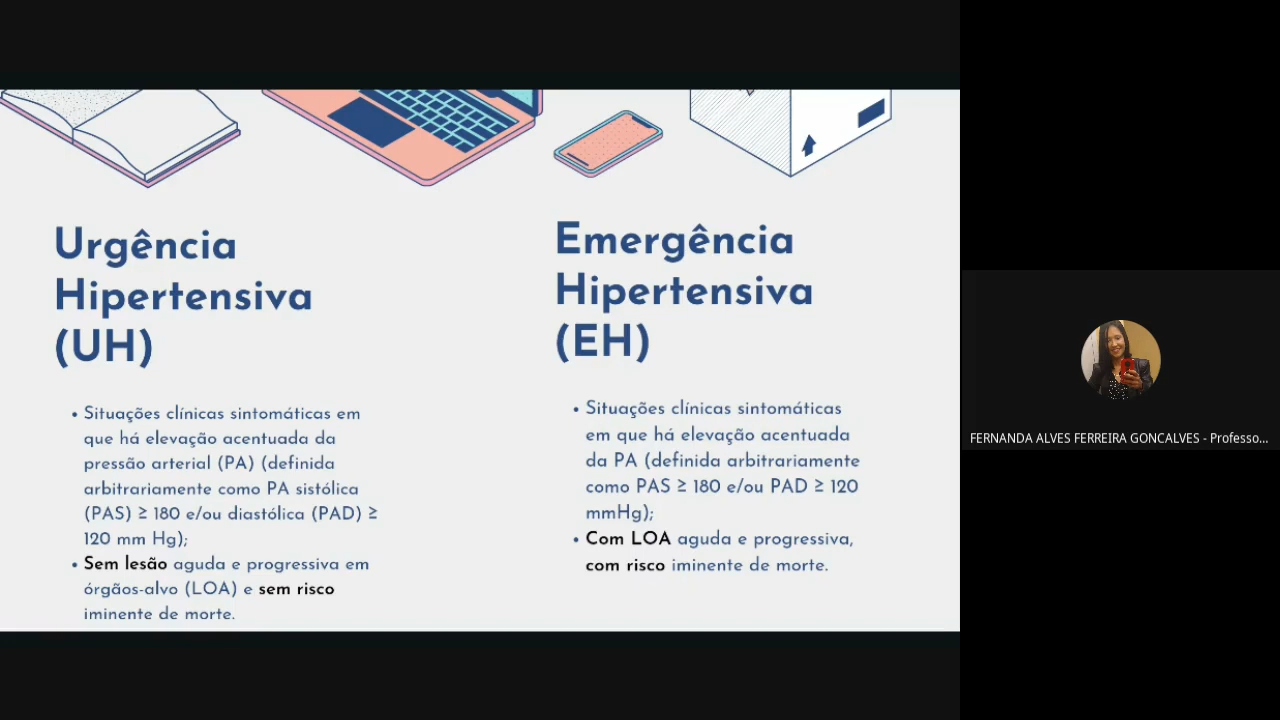 Urgência
Hipertensiva
(UH)
• Situações clínicas sintomáticas em
que há elevação acentuada da
pressão arterial (PA) (definida
arbitrariamente como PA sistólica
(PAS) ≥ 180 e/ou diastólica (PAD) ≥
120 mm Hg);
• Sem lesão aguda e progressiva em
órgãos-alvo (LOA) e sem risco
iminente de morte.
Emergência
Hipertensiva
(EH)
• Situações clínicas sintomáticas
em que há elevação acentuada
da PA (definida arbitrariamente
como PAS ≥ 180 e/ou PAD ≥ 120
mmHg);
• Com LOA aguda e progressiva,
com risco iminente de morte.
FERNANDA ALVES FERREIRA GONCALVES - Professo...